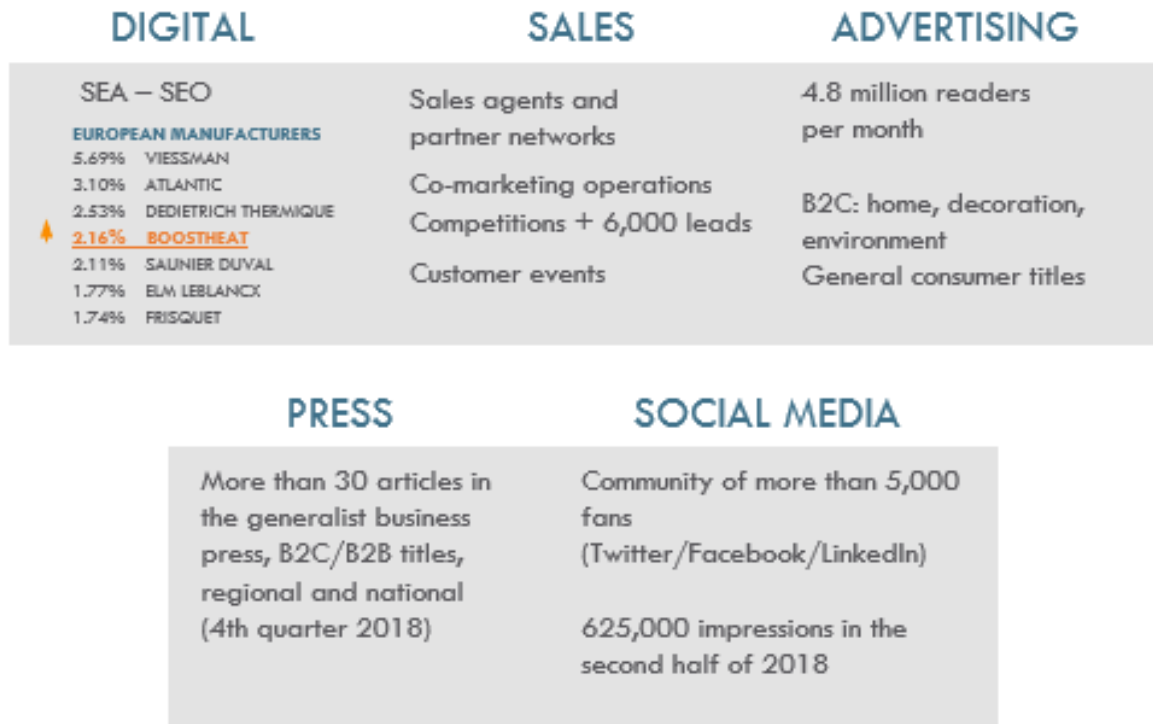 DIGITAL
SEA – SEO
EUROPEAN MANUFACTURERS
5.69% VIESSMAN
3.10% ATLANTIC
2.53% DEDIETRICH THERMIQUE
2.16% BOOSTHEAT
2.11% SAUNIER DUVAL
1.77% ELM LEBLANCX
1.74% FRISQUET
SALES
Sales agents and
partner networks
Co-marketing operations
Competitions + 6,000 leads
Customer events
ADVERTISING
4.8 million readers
per month
B2C: home, decoration,
environment
General consumer titles
PRESS
More than 30 articles in
the generalist business
press, B2C/B2B titles,
regional and national
(4th quarter 2018)
SOCIAL MEDIA
Community of more than 5,000
fans
(Twitter/Facebook/LinkedIn)
625,000 impressions in the
second half of 2018